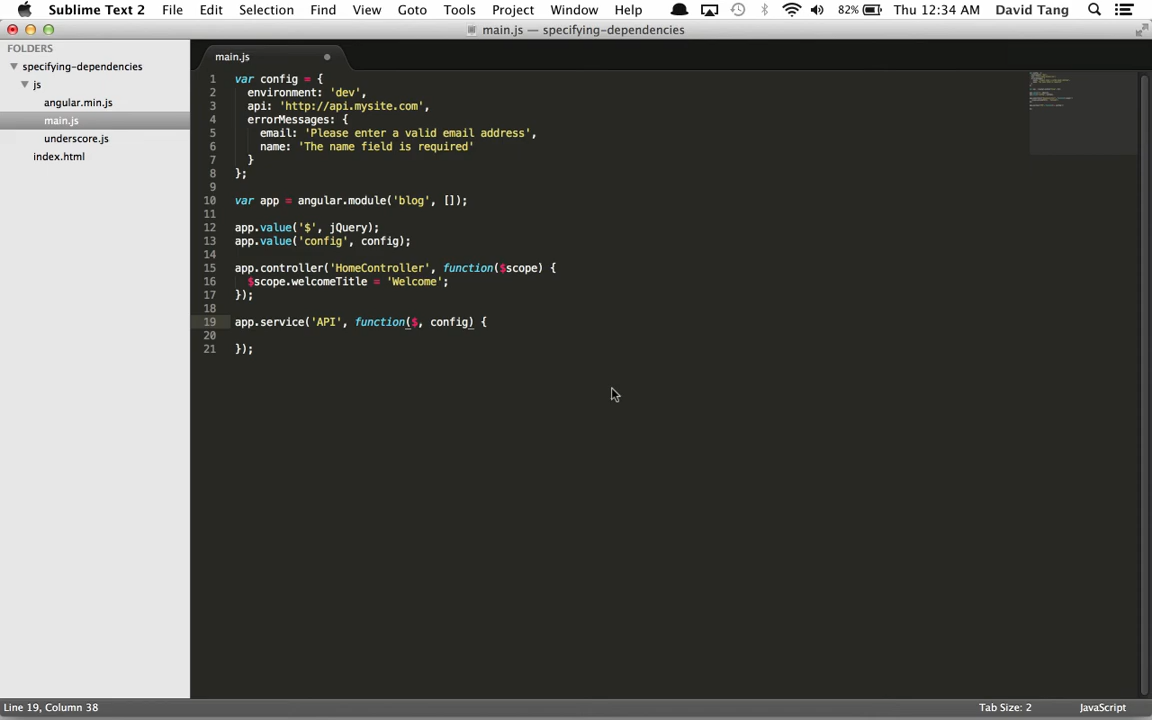 Sublime Text 2 File Edit Selection Find View Goto Tools Project Window Help 82% Thu 12:34 AM David Tang
main.js — specifying-dependencies
FOLDERS
specifying-dependencies
js
angular.min.js
main.js
underscore.js
index.html
main.js
1 var config = {
2   environment: 'dev',
3   api: 'http://api.mysite.com',
4   errorMessages: {
5     email: 'Please enter a valid email address',
6     name: 'The name field is required'
7   }
8 };
9
10 var app = angular.module('blog', []);
11
12 app.value('$', jQuery);
13 app.value('config', config);
14
15 app.controller('HomeController', function($scope) {
16   $scope.welcomeTitle = 'Welcome';
17 });
18
19 app.service('API', function($, config) {
20
21 });
Line 19, Column 38 Tab Size: 2 JavaScript